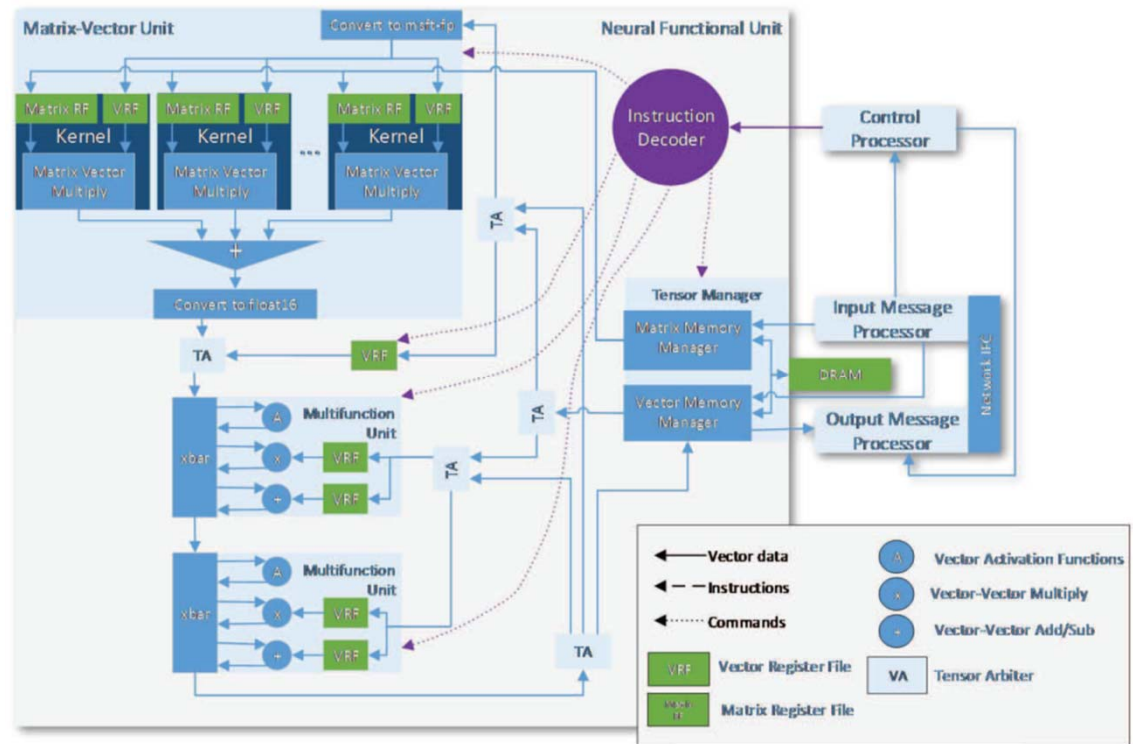 Matrix-Vector Unit
Convert to msft-fp
Neural Functional Unit
Matrix RF
VRF
Matrix RF
VRF
Matrix RF
VRF
Kernel
Kernel
...
Kernel
Matrix Vector
Multiply
Matrix Vector
Multiply
Matrix Vector
Multiply
+
Convert to float16
Instruction
Decoder
Control
Processor
TA
Tensor Manager
Matrix Memory
Manager
Vector Memory
Manager
Input Message
Processor
DRAM
Output Message
Processor
Network IFC
TA
VRF
TA
TA
xbar
A
x
+
Multifunction
Unit
VRF
VRF
xbar
A
x
+
Multifunction
Unit
VRF
VRF
TA
Vector data
Instructions
Commands
VRF
Vector Register File
Matrix
RF
Matrix Register File
A
Vector Activation Functions
x
Vector-Vector Multiply
+
Vector-Vector Add/Sub
VA
Tensor Arbiter